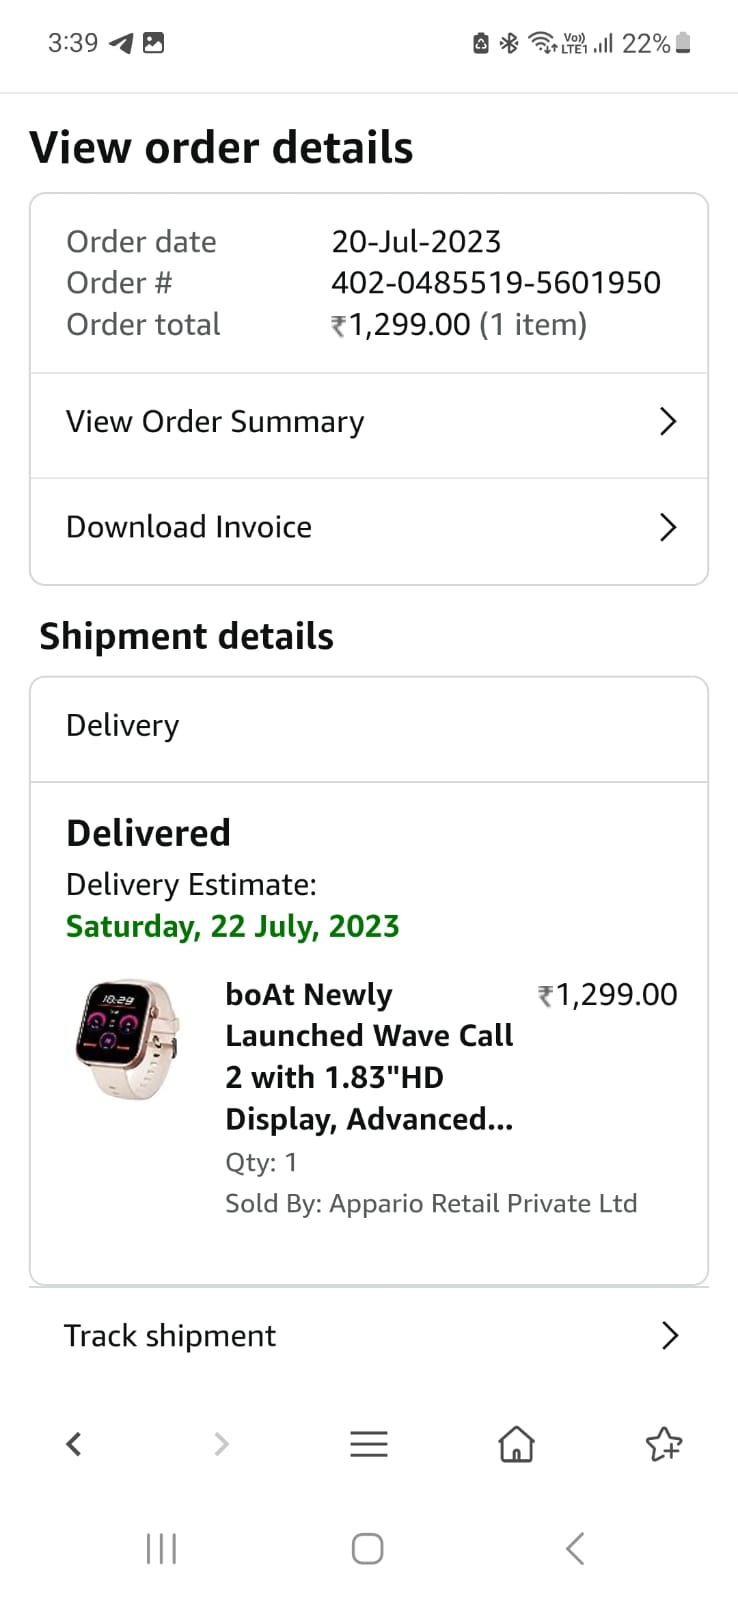 3:39 Vo)) LTE1 22%
View order details
Order date 20-Jul-2023
Order # 402-0485519-5601950
Order total ₹1,299.00 (1 item)
View Order Summary
Download Invoice
Shipment details
Delivery
Delivered
Delivery Estimate:
Saturday, 22 July, 2023
10:29
boAt Newly ₹1,299.00
Launched Wave Call
2 with 1.83"HD
Display, Advanced...
Qty: 1
Sold By: Appario Retail Private Ltd
Track shipment